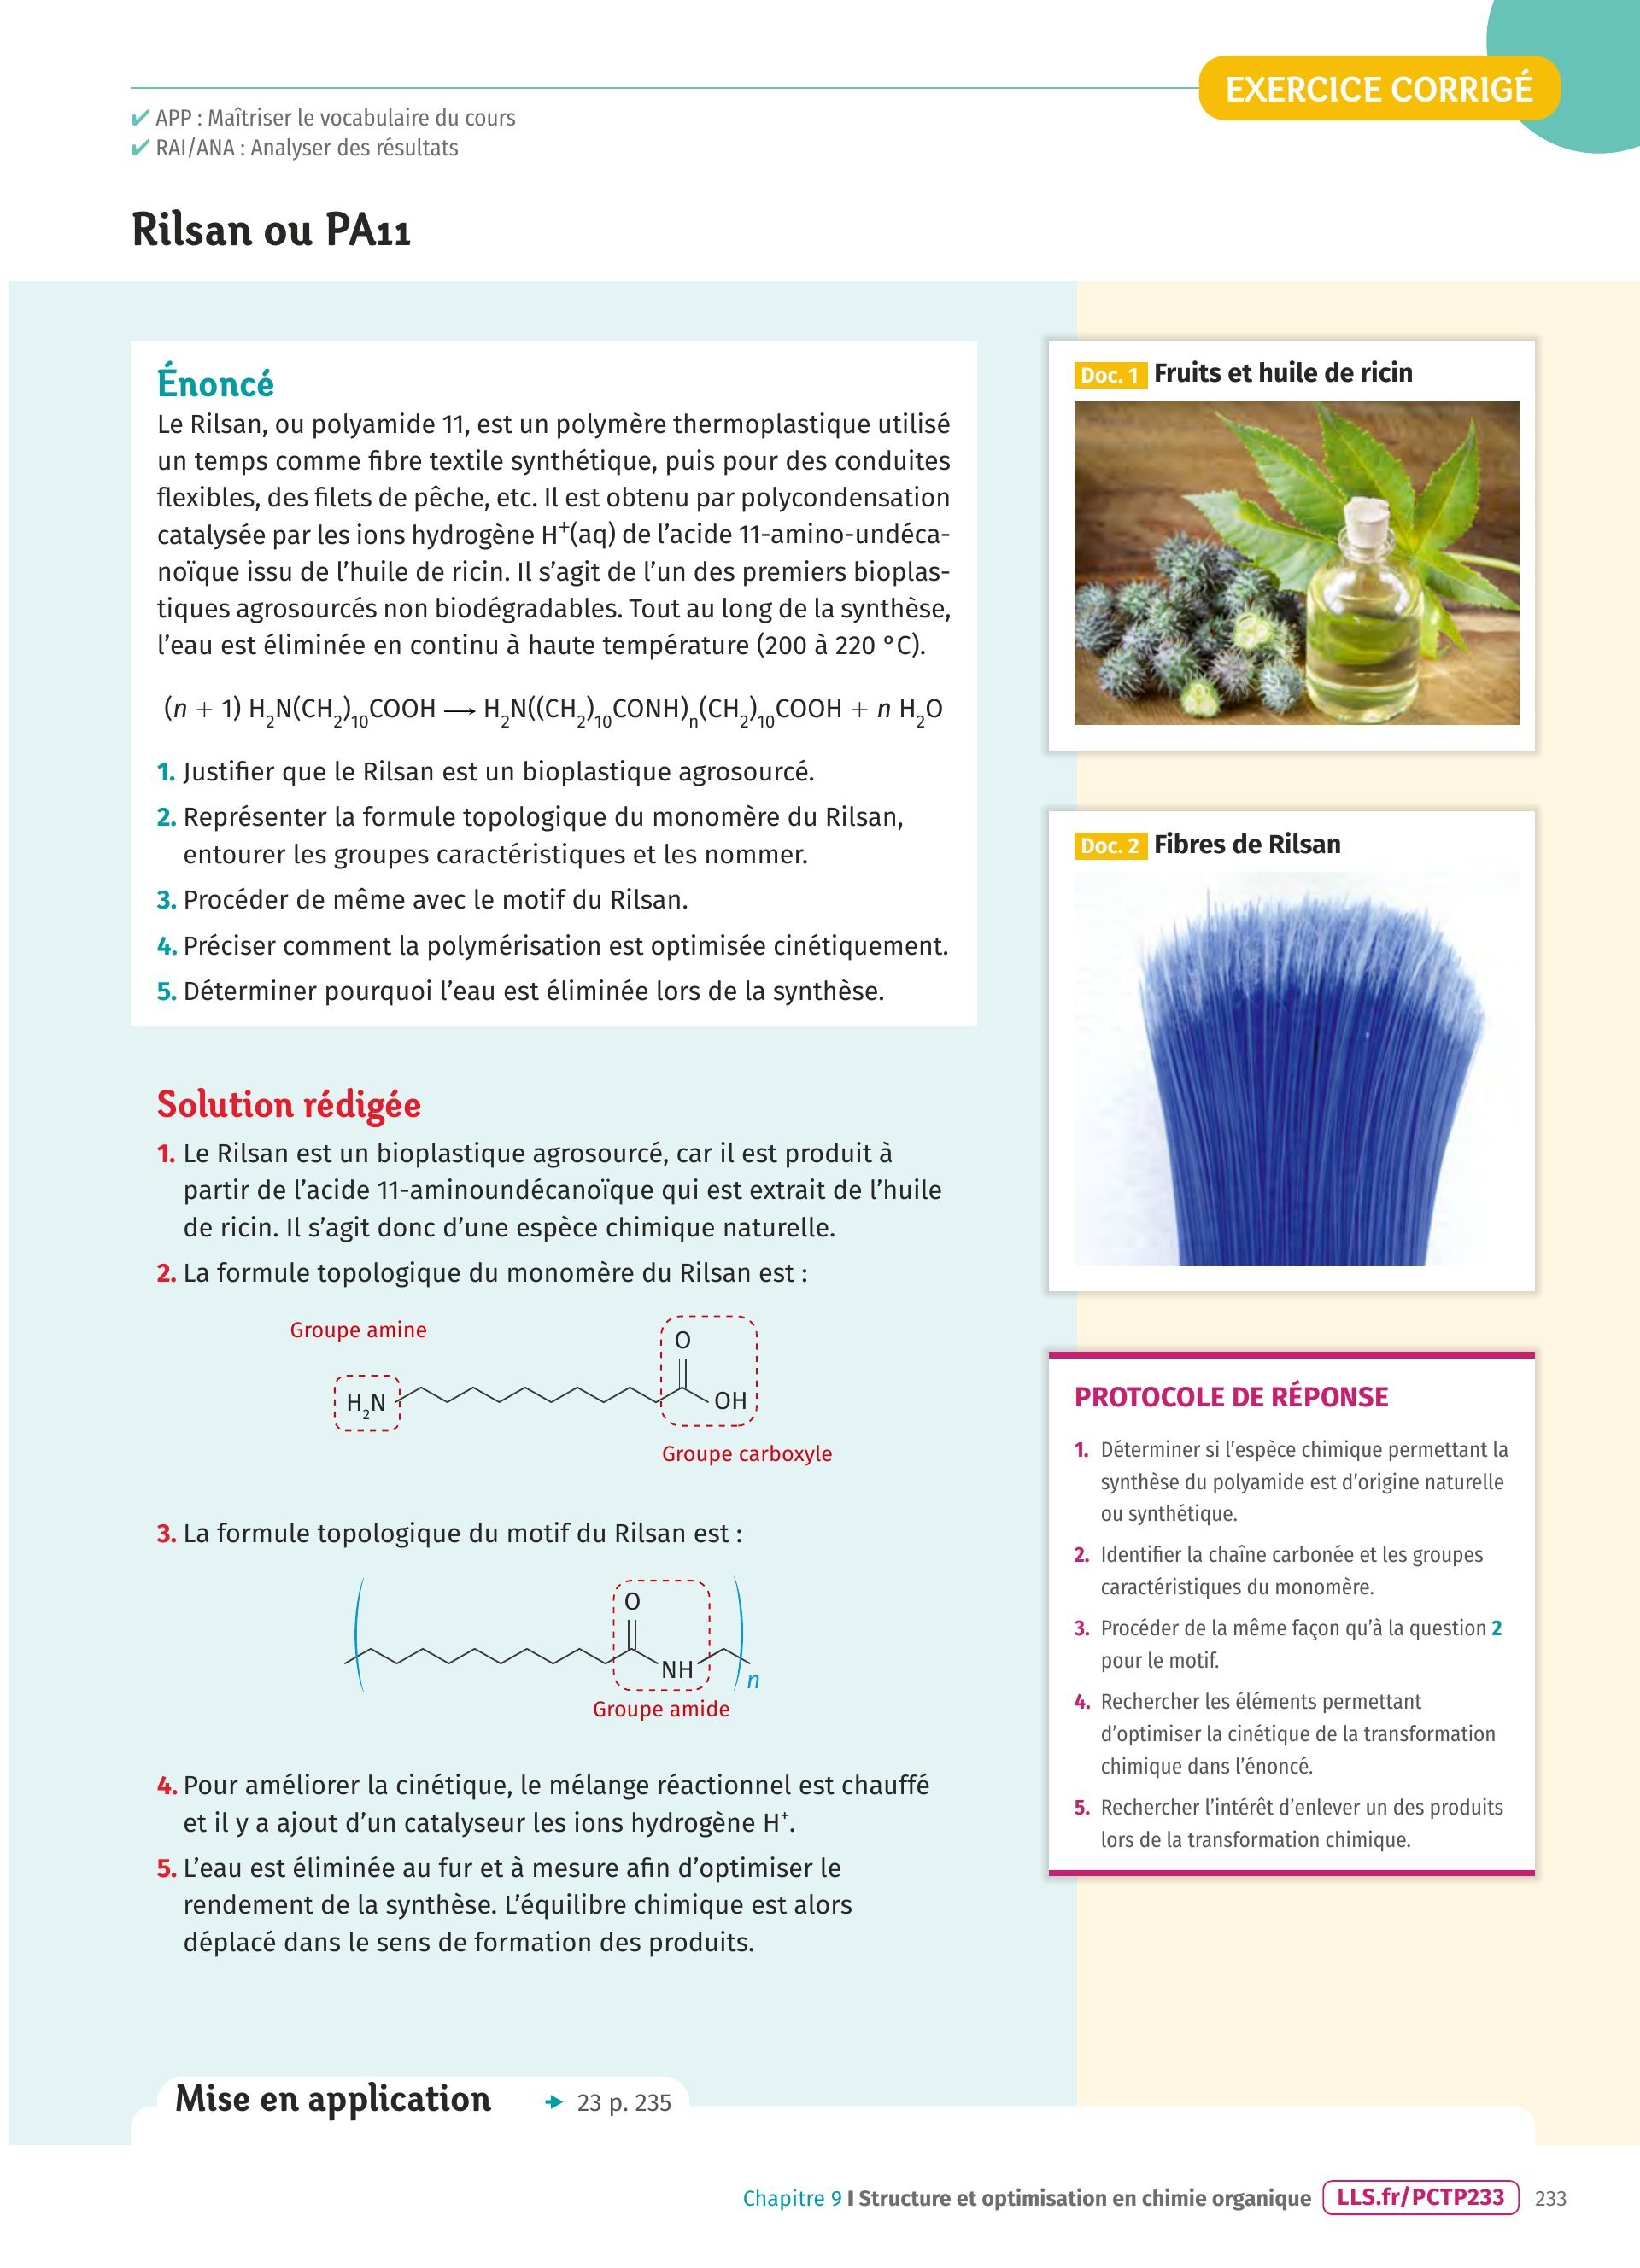 EXERCICE CORRIGÉ
✔ APP : Maîtriser le vocabulaire du cours
✔ RAI/ANA : Analyser des résultats
Rilsan ou PA11
Énoncé
Le Rilsan, ou polyamide 11, est un polymère thermoplastique utilisé
un temps comme fibre textile synthétique, puis pour des conduites
flexibles, des filets de pêche, etc. Il est obtenu par polycondensation
catalysée par les ions hydrogène H⁺(aq) de l’acide 11-amino-undéca-
noïque issu de l’huile de ricin. Il s’agit de l’un des premiers bioplas-
tiques agrosourcés non biodégradables. Tout au long de la synthèse,
l’eau est éliminée en continu à haute température (200 à 220 °C).
(n + 1) H₂N(CH₂)₁₀COOH ⟶ H₂N((CH₂)₁₀CONH)ₙ(CH₂)₁₀COOH + n H₂O
1. Justifier que le Rilsan est un bioplastique agrosourcé.
2. Représenter la formule topologique du monomère du Rilsan,
entourer les groupes caractéristiques et les nommer.
3. Procéder de même avec le motif du Rilsan.
4. Préciser comment la polymérisation est optimisée cinétiquement.
5. Déterminer pourquoi l’eau est éliminée lors de la synthèse.
Solution rédigée
1. Le Rilsan est un bioplastique agrosourcé, car il est produit à
partir de l’acide 11-aminoundécanoïque qui est extrait de l’huile
de ricin. Il s’agit donc d’une espèce chimique naturelle.
2. La formule topologique du monomère du Rilsan est :
Groupe amine
O
H₂N
OH
Groupe carboxyle
3. La formule topologique du motif du Rilsan est :
O
NH
n
Groupe amide
4. Pour améliorer la cinétique, le mélange réactionnel est chauffé
et il y a ajout d’un catalyseur les ions hydrogène H⁺.
5. L’eau est éliminée au fur et à mesure afin d’optimiser le
rendement de la synthèse. L’équilibre chimique est alors
déplacé dans le sens de formation des produits.
Doc. 1 Fruits et huile de ricin
Doc. 2 Fibres de Rilsan
PROTOCOLE DE RÉPONSE
1. Déterminer si l’espèce chimique permettant la
synthèse du polyamide est d’origine naturelle
ou synthétique.
2. Identifier la chaîne carbonée et les groupes
caractéristiques du monomère.
3. Procéder de la même façon qu’à la question 2
pour le motif.
4. Rechercher les éléments permettant
d’optimiser la cinétique de la transformation
chimique dans l’énoncé.
5. Rechercher l’intérêt d’enlever un des produits
lors de la transformation chimique.
Mise en application ➜ 23 p. 235
Chapitre 9 I Structure et optimisation en chimie organique LLS.fr/PCTP233 233